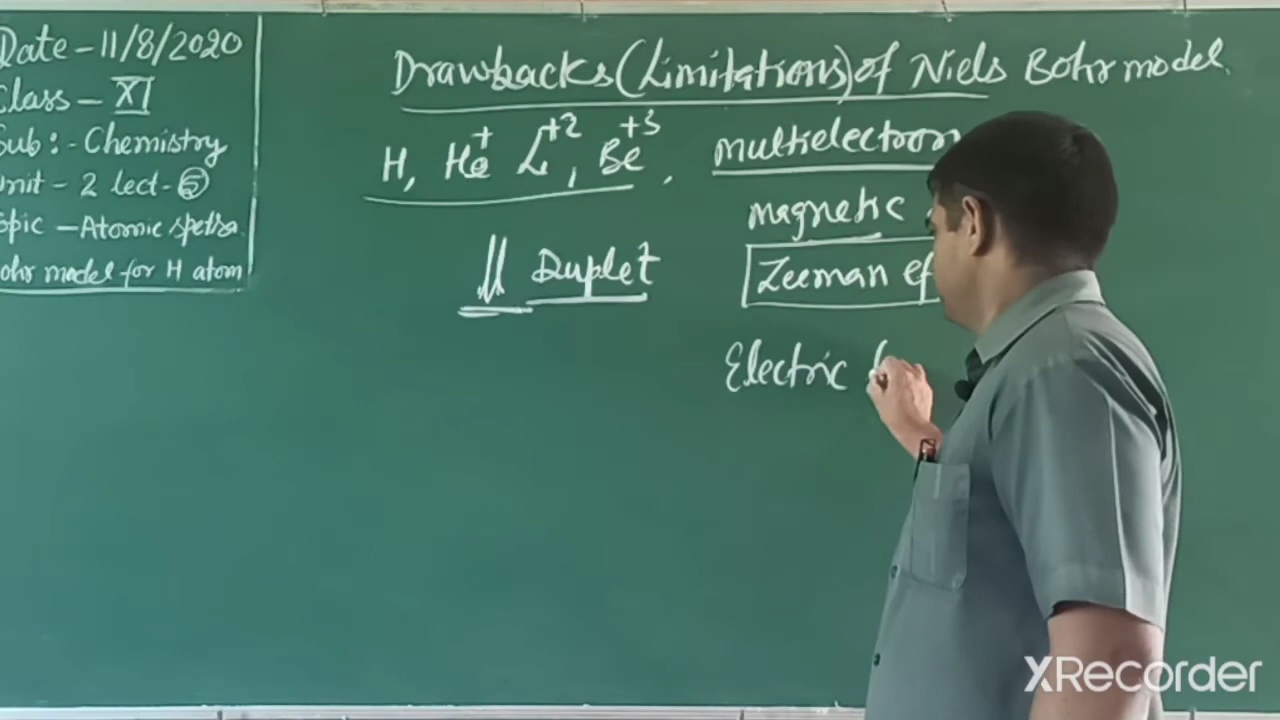 Date - 11/8/2020
Class - XI
Sub:- Chemistry
Unit - 2 lect - 5
Topic - Atomic spetra
Bohr model for H atom
Drawbacks (Limitations) of Niels Bohr model
H, He+ Li+2, Be+3,
multielectron
magnetic
Duplet
Zeeman ef
Electric f
XRecorder